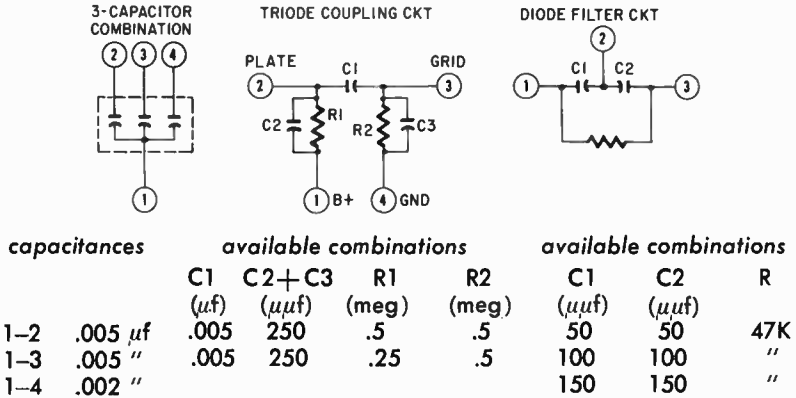 3-CAPACITOR
COMBINATION
2 3 4
1
TRIODE COUPLING CKT
PLATE C1 GRID
2 3
C2 R1 R2 C3
1 B+ 4 GND
DIODE FILTER CKT
2
C1 C2
1 3
capacitances
1–2 .005 μf
1–3 .005 "
1–4 .002 "
available combinations
C1 C2+C3 R1 R2
(μf) (μμf) (meg) (meg)
.005 250 .5 .5
.005 250 .25 .5
available combinations
C1 C2 R
(μμf) (μμf)
50 50 47K
100 100 "
150 150 "